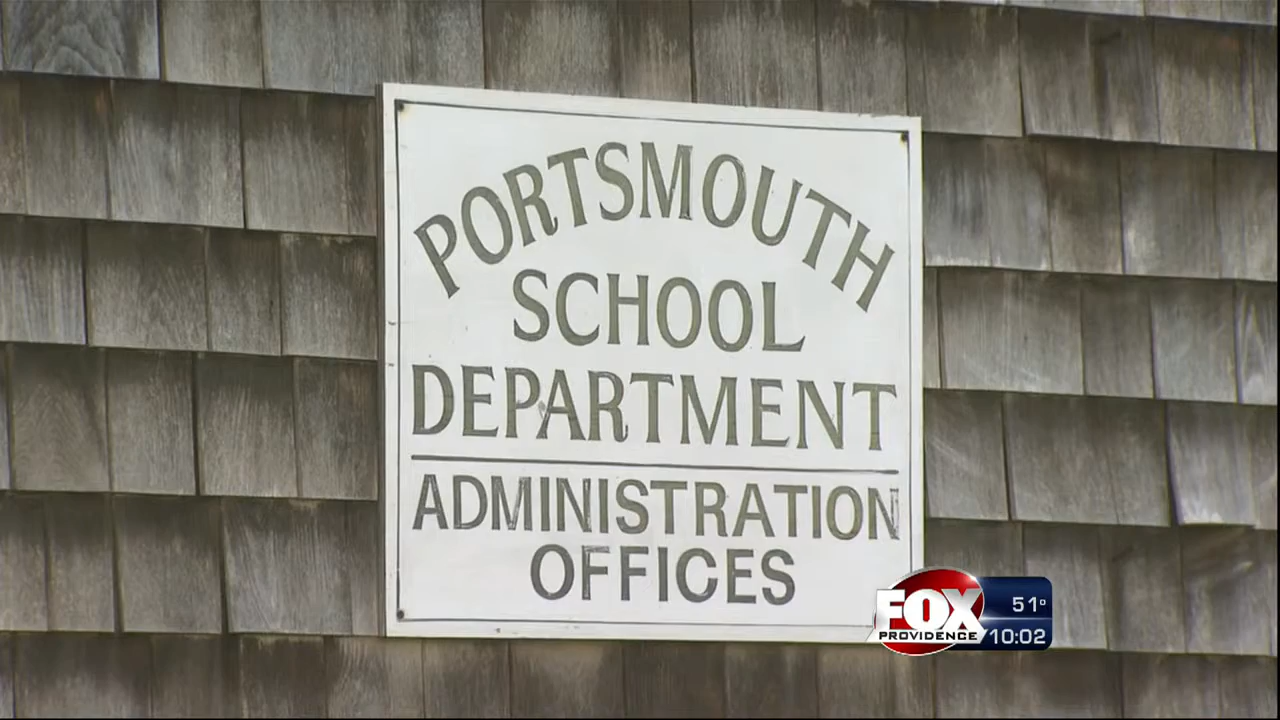 PORTSMOUTH
SCHOOL
DEPARTMENT
ADMINISTRATION
OFFICES
FOX
PROVIDENCE
51°
10:02